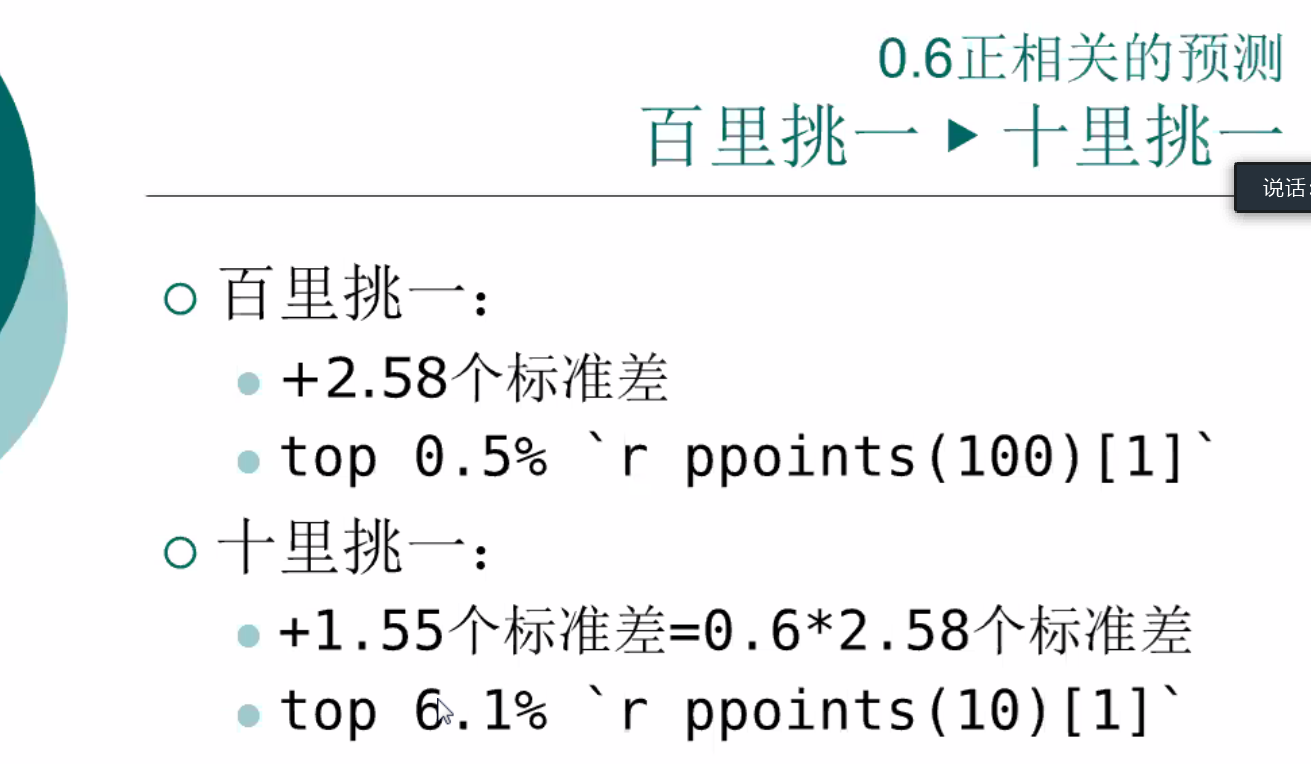 0.6正相关的预测
百里挑一 ▶ 十里挑一
说话:
百里挑一:
+2.58个标准差
top 0.5% `r ppoints(100)[1]`
十里挑一:
+1.55个标准差=0.6*2.58个标准差
top 6.1% `r ppoints(10)[1]`